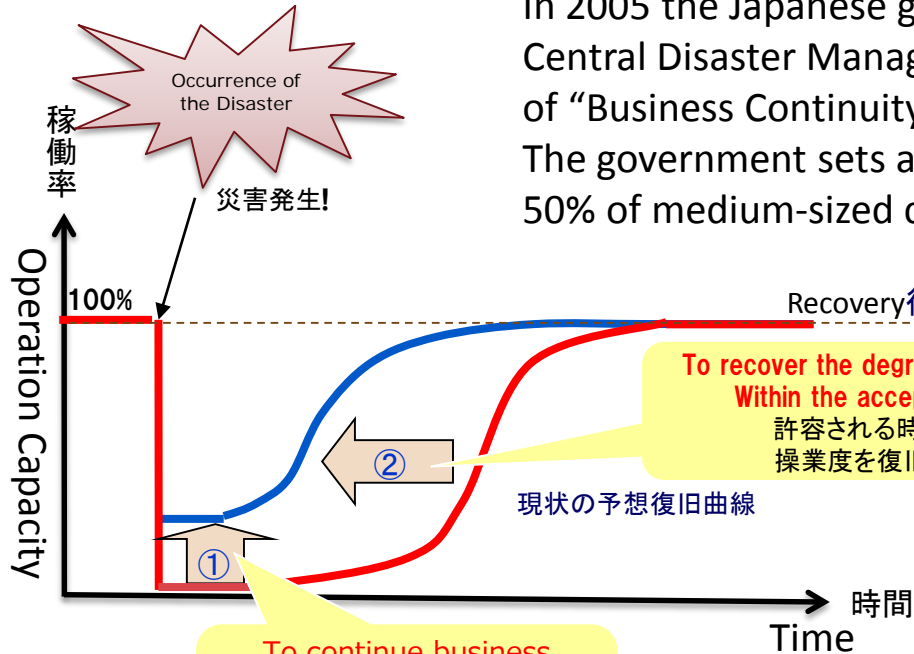 In 2005 the Japanese
Central Disaster Manag
of “Business Continuity
The government sets a
50% of medium-sized
Occurrence of
the Disaster
稼働率
災害発生!
Operation Capacity
100%
Recovery
To recover the
Within the
許容される時
操業度を復旧
②
現状の予想復旧曲線
①
To continue business
時間
Time